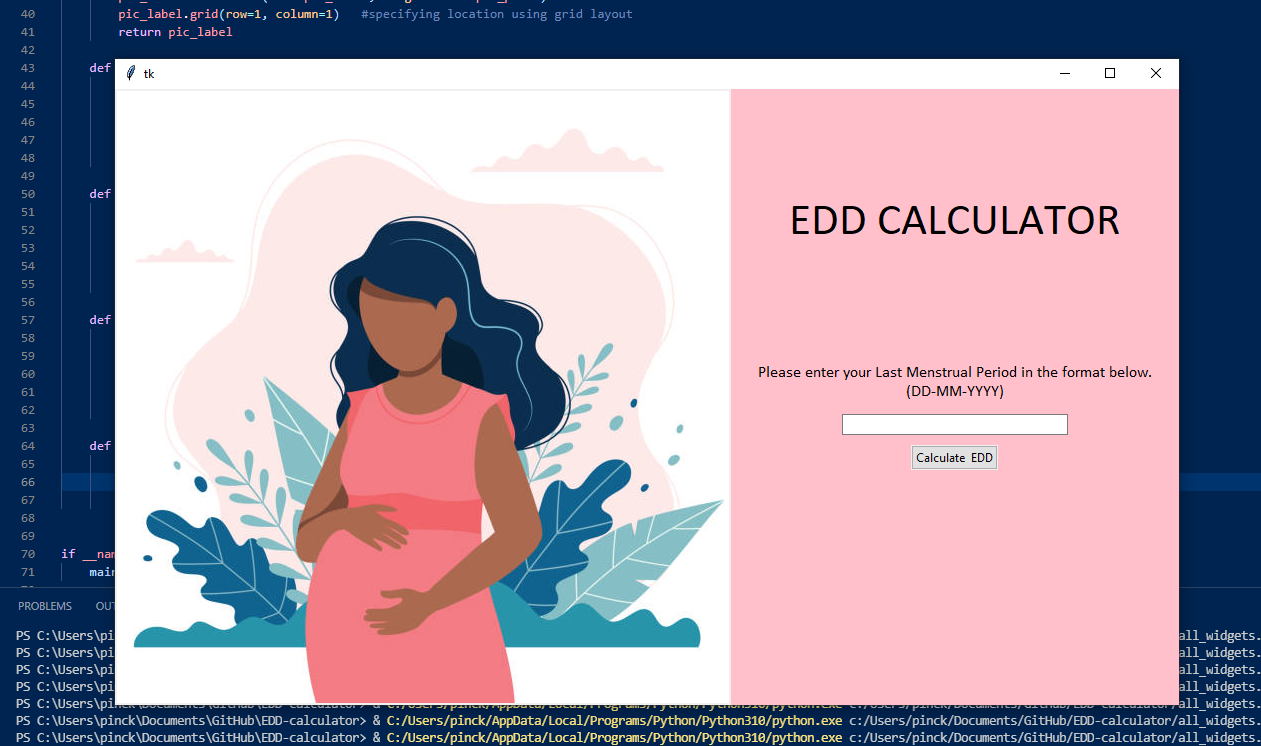 40 pic_label.grid(row=1, column=1) #specifying location using grid layout
41 return pic_label
42
43 def
tk
44
45
46
47
48
49
50 def
51
52
53
54
55
56
57 def
58
59
60
61
62
63
64 def
65
66
67
68
69
70 if __nam
71 main
EDD CALCULATOR
Please enter your Last Menstrual Period in the format below.
(DD-MM-YYYY)
Calculate EDD
PROBLEMS OUT
PS C:\Users\pin all_widgets.
PS C:\Users\pin all_widgets.
PS C:\Users\pin all_widgets.
PS C:\Users\pin all_widgets.
PS C:\Users\pinck\Documents\GitHub\EDD-calculator> & C:/Users/pinck/AppData/Local/Programs/Python/Python310/python.exe c:/Users/pinck/Documents/GitHub/EDD-calculator/all_widgets.
PS C:\Users\pinck\Documents\GitHub\EDD-calculator> & C:/Users/pinck/AppData/Local/Programs/Python/Python310/python.exe c:/Users/pinck/Documents/GitHub/EDD-calculator/all_widgets.
PS C:\Users\pinck\Documents\GitHub\EDD-calculator> & C:/Users/pinck/AppData/Local/Programs/Python/Python310/python.exe c:/Users/pinck/Documents/GitHub/EDD-calculator/all_widgets.